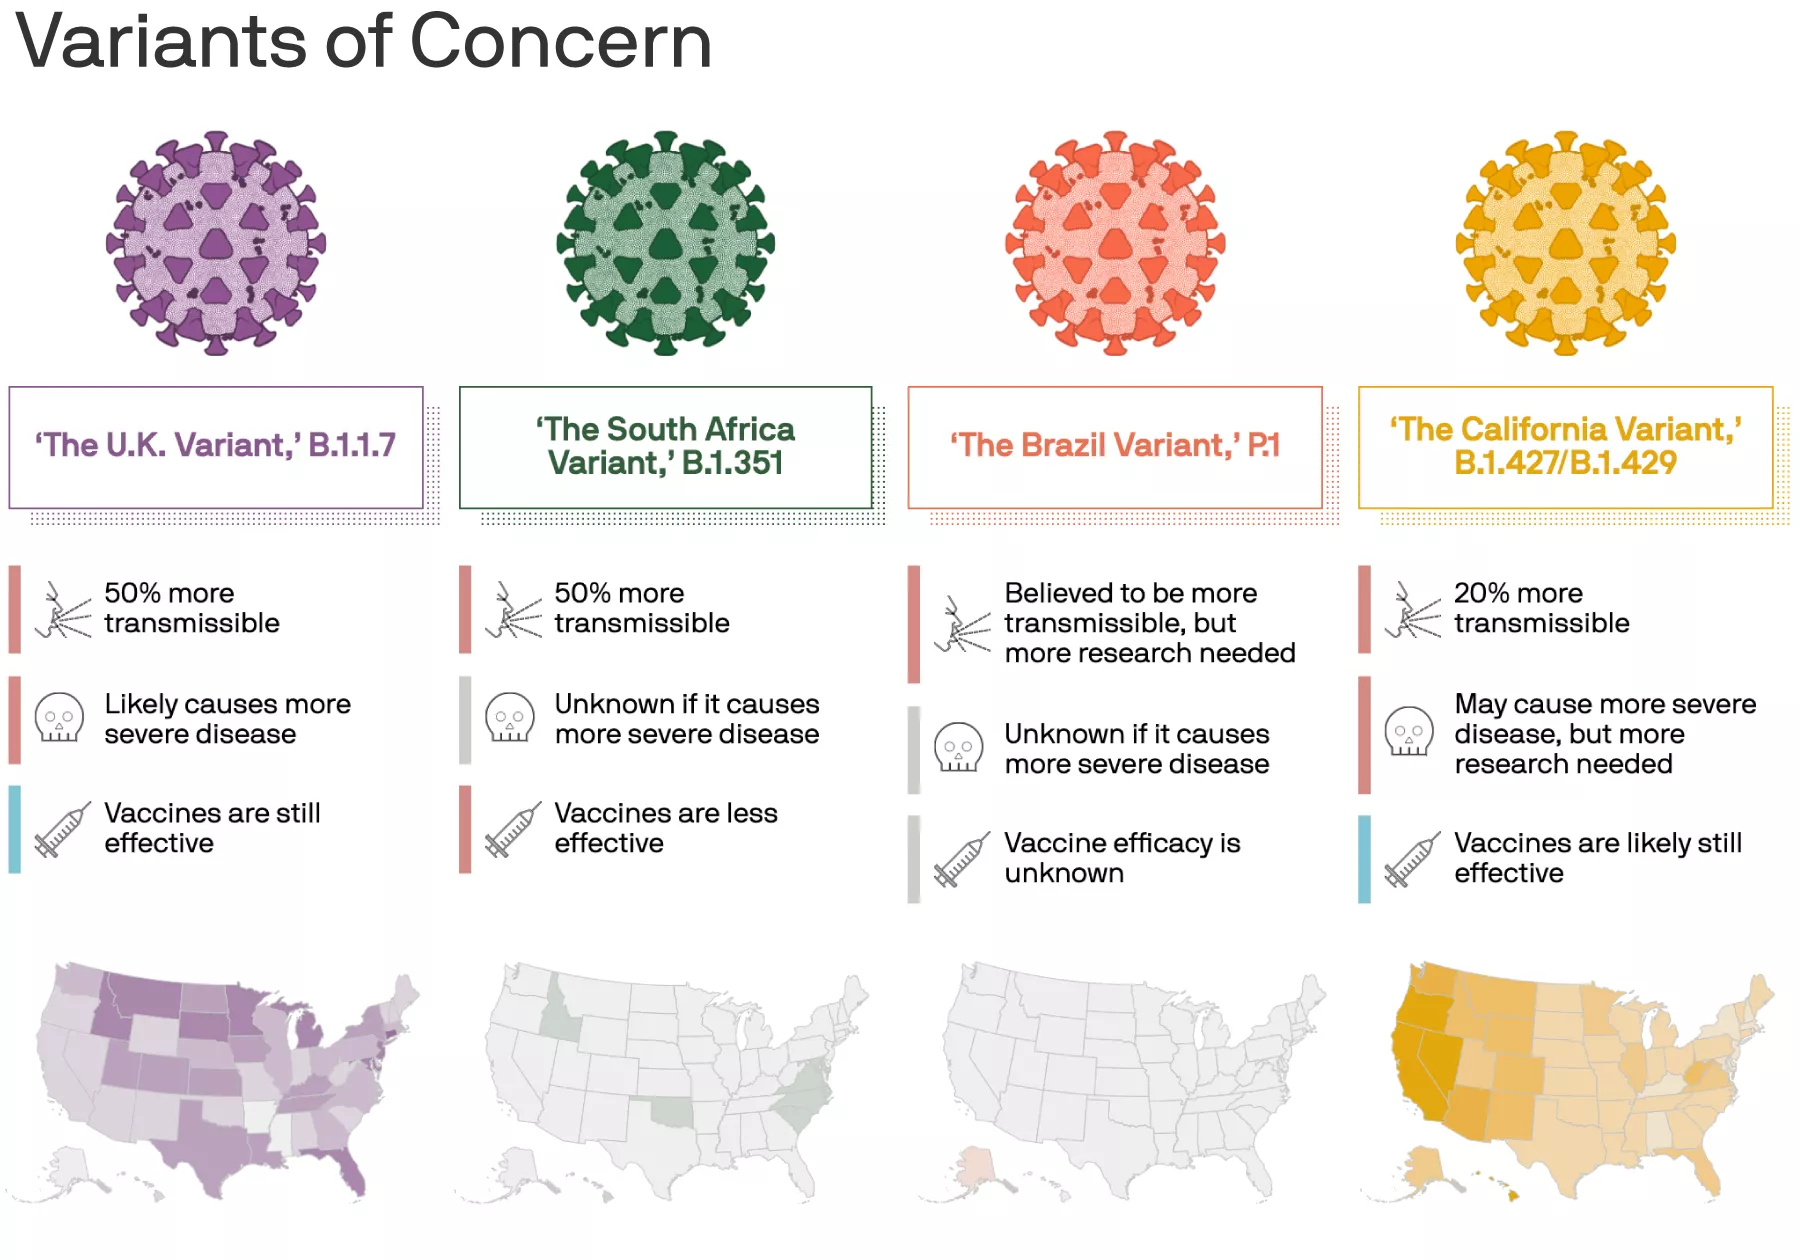 Variants of Concern
‘The U.K. Variant,’ B.1.1.7
50% more
transmissible
Likely causes more
severe disease
Vaccines are still
effective
‘The South Africa
Variant,’ B.1.351
50% more
transmissible
Unknown if it causes
more severe disease
Vaccines are less
effective
‘The Brazil Variant,’ P.1
Believed to be more
transmissible, but
more research needed
Unknown if it causes
more severe disease
Vaccine efficacy is
unknown
‘The California Variant,’
B.1.427/B.1.429
20% more
transmissible
May cause more severe
disease, but more
research needed
Vaccines are likely still
effective